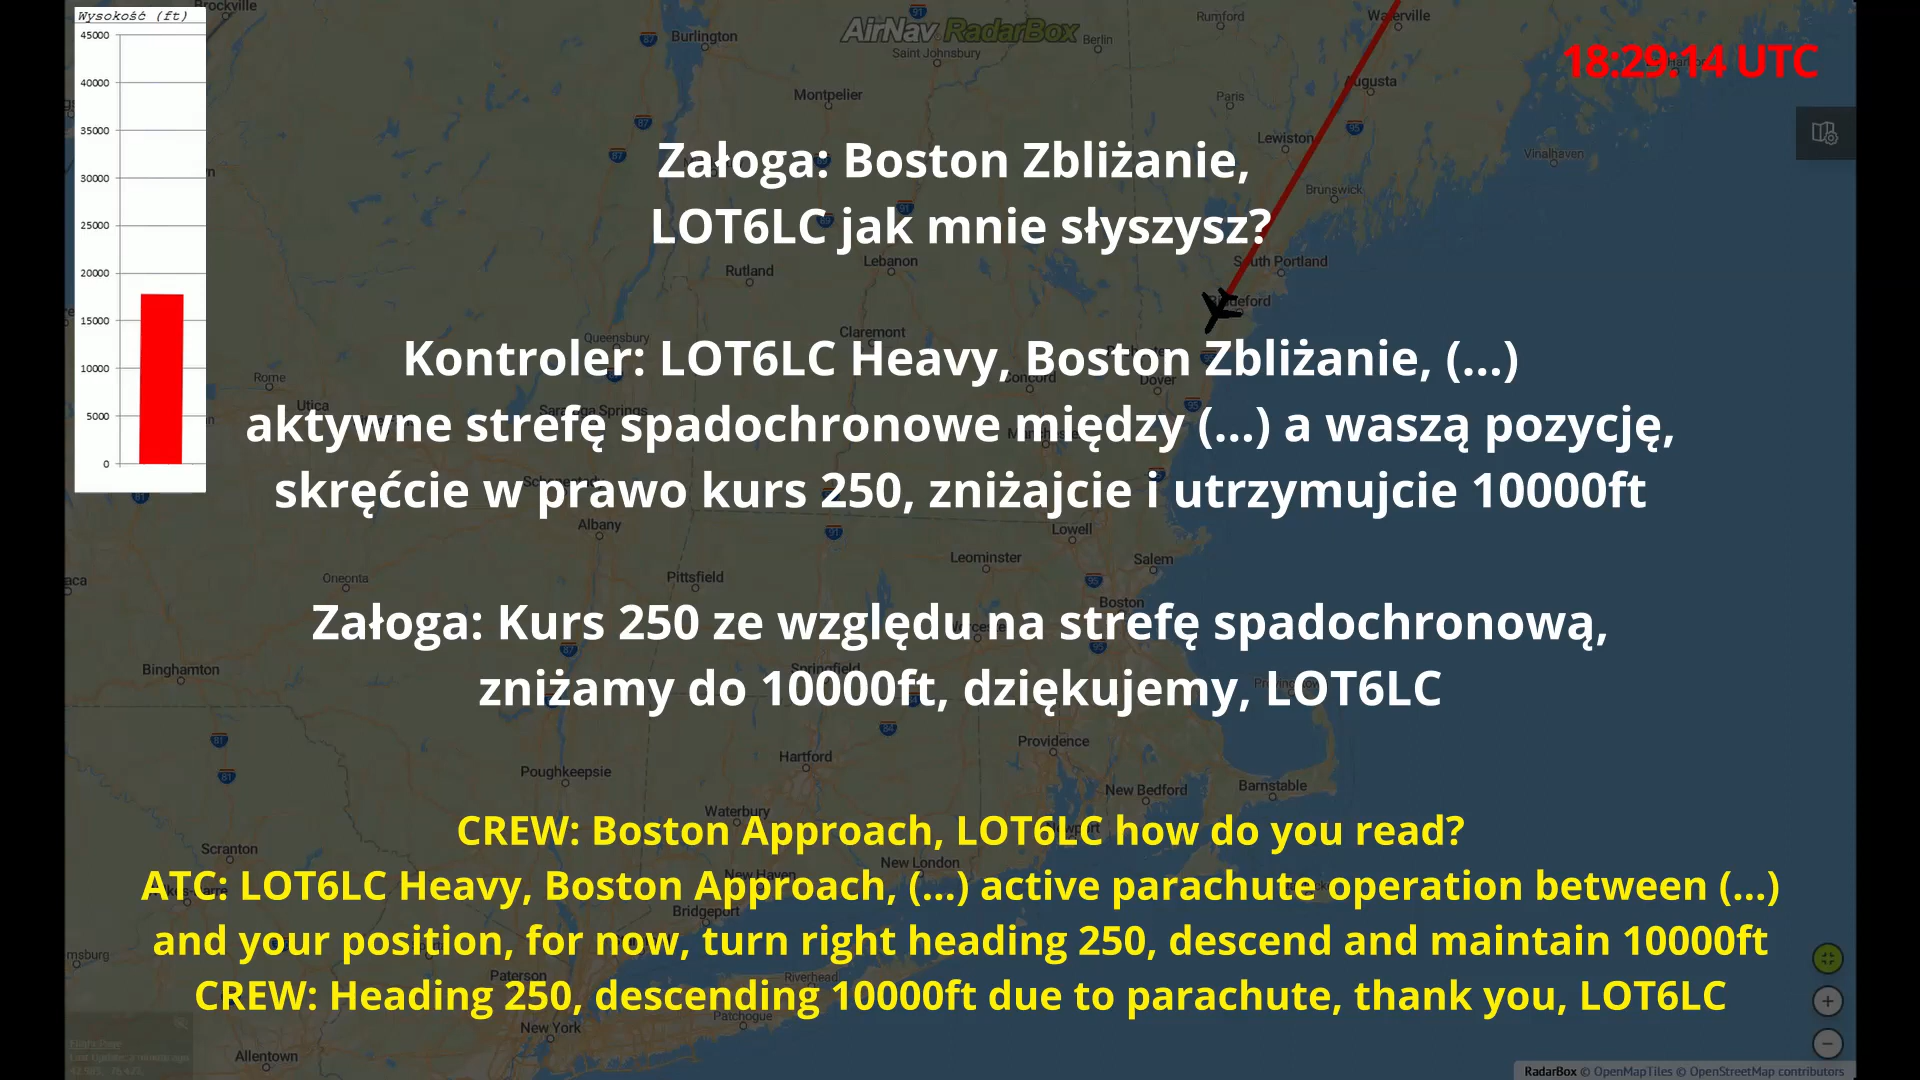 Wysokość (ft)
45000
40000
35000
30000
25000
20000
15000
10000
5000
0
AirNav RadarBox
18:29:14 UTC
Załoga: Boston Zbliżanie,
LOT6LC jak mnie słyszysz?
Kontroler: LOT6LC Heavy, Boston Zbliżanie, (...)
aktywne strefę spadochronowe między (...) a waszą pozycję,
skręćcie w prawo kurs 250, zniżajcie i utrzymujcie 10000ft
Załoga: Kurs 250 ze względu na strefę spadochronową,
zniżamy do 10000ft, dziękujemy, LOT6LC
CREW: Boston Approach, LOT6LC how do you read?
ATC: LOT6LC Heavy, Boston Approach, (...) active parachute operation between (...)
and your position, for now, turn right heading 250, descend and maintain 10000ft
CREW: Heading 250, descending 10000ft due to parachute, thank you, LOT6LC
Brockville
Burlington
Saint Johnsbury
Berlin
Rumford
Waterville
Montpelier
Paris
Augusta
Lewiston
Vinalhaven
Brunswick
Rutland
Lebanon
South Portland
Queensbury
Claremont
Concord
Dover
Rome
Utica
Saratoga Springs
Albany
Lowell
Leominster
Salem
Oneonta
Pittsfield
Boston
Worcester
Binghamton
Springfield
Providence
Hartford
Poughkeepsie
New Bedford
Barnstable
Waterbury
Scranton
New London
New Haven
Bridgeport
Paterson
Riverhead
Patchogue
New York
Allentown
RadarBox © OpenMapTiles © OpenStreetMap contributors